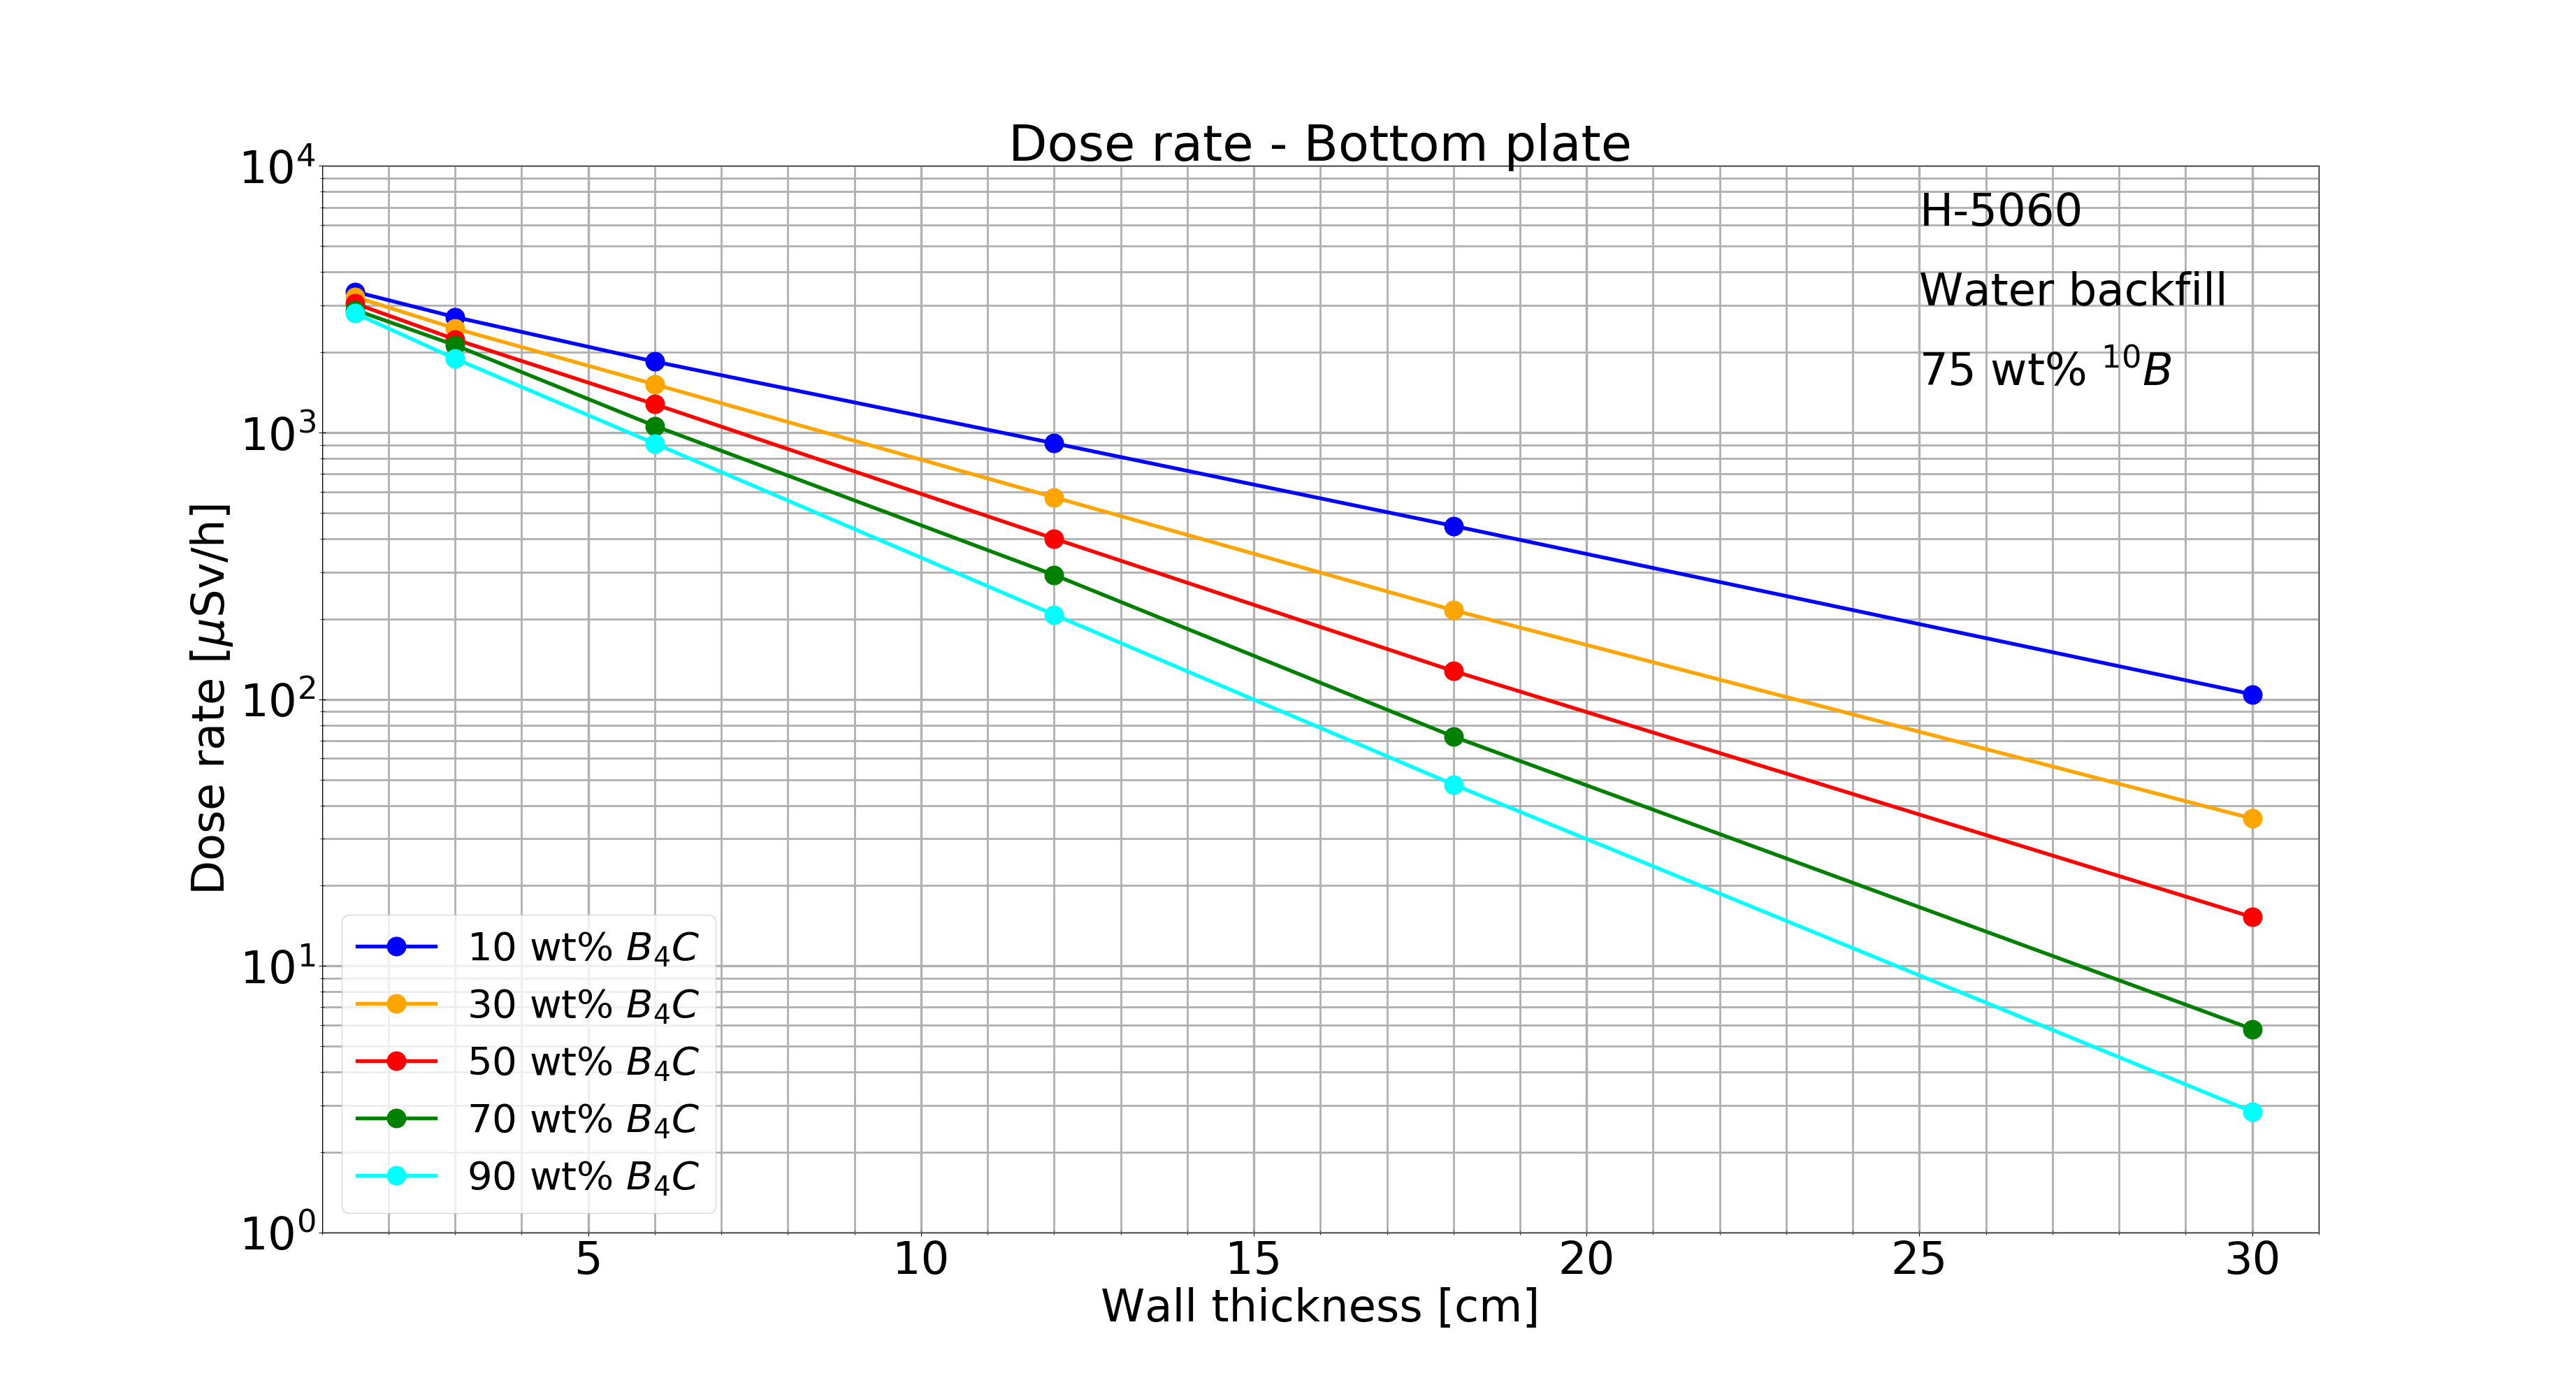 Dose rate - Bottom plate
H-5060
Water backfill
75 wt% ¹⁰B
Dose rate [μSv/h]
10⁴
10³
10²
10¹
10⁰
10 wt% B₄C
30 wt% B₄C
50 wt% B₄C
70 wt% B₄C
90 wt% B₄C
5 10 15 20 25 30
Wall thickness [cm]